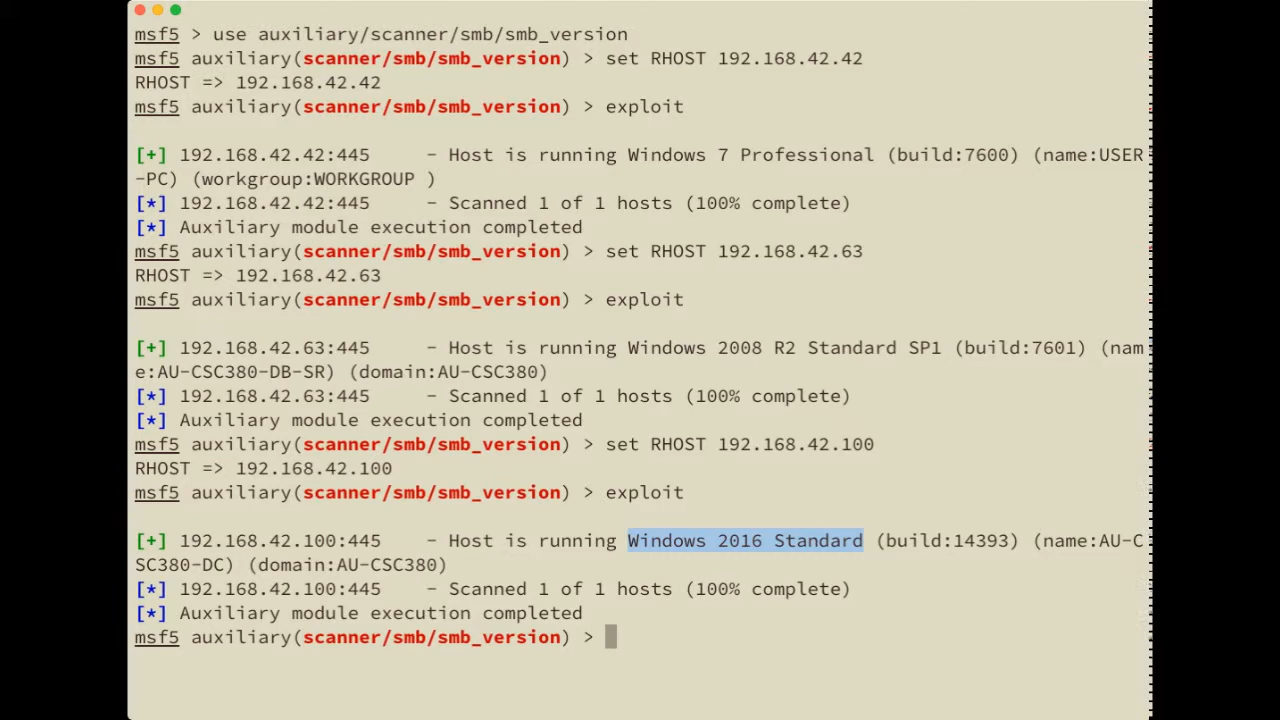 msf5 > use auxiliary/scanner/smb/smb_version
msf5 auxiliary(scanner/smb/smb_version) > set RHOST 192.168.42.42
RHOST => 192.168.42.42
msf5 auxiliary(scanner/smb/smb_version) > exploit
[+] 192.168.42.42:445     - Host is running Windows 7 Professional (build:7600) (name:USER
-PC) (workgroup:WORKGROUP )
[*] 192.168.42.42:445     - Scanned 1 of 1 hosts (100% complete)
[*] Auxiliary module execution completed
msf5 auxiliary(scanner/smb/smb_version) > set RHOST 192.168.42.63
RHOST => 192.168.42.63
msf5 auxiliary(scanner/smb/smb_version) > exploit
[+] 192.168.42.63:445     - Host is running Windows 2008 R2 Standard SP1 (build:7601) (nam
e:AU-CSC380-DB-SR) (domain:AU-CSC380)
[*] 192.168.42.63:445     - Scanned 1 of 1 hosts (100% complete)
[*] Auxiliary module execution completed
msf5 auxiliary(scanner/smb/smb_version) > set RHOST 192.168.42.100
RHOST => 192.168.42.100
msf5 auxiliary(scanner/smb/smb_version) > exploit
[+] 192.168.42.100:445    - Host is running Windows 2016 Standard (build:14393) (name:AU-C
SC380-DC) (domain:AU-CSC380)
[*] 192.168.42.100:445    - Scanned 1 of 1 hosts (100% complete)
[*] Auxiliary module execution completed
msf5 auxiliary(scanner/smb/smb_version) >